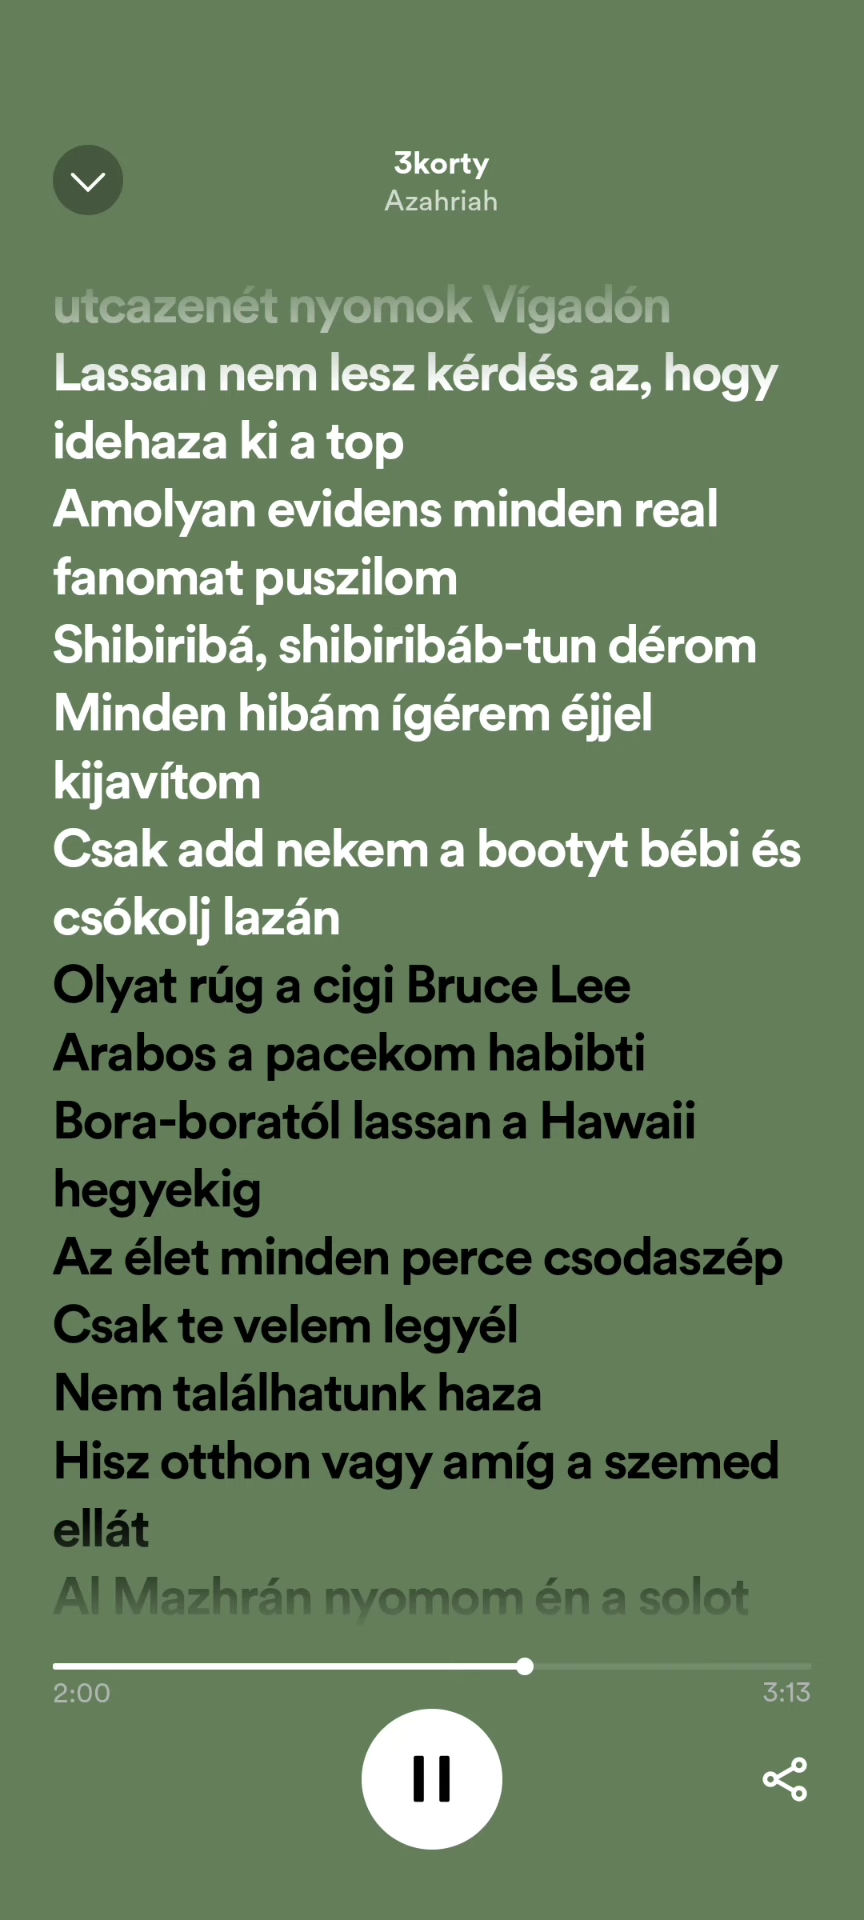 3korty
Azahriah
utcazenét nyomok Vígadón
Lassan nem lesz kérdés az, hogy
idehaza ki a top
Amolyan evidens minden real
fanomat puszilom
Shibiribá, shibiribáb-tun dérom
Minden hibám ígérem éjjel
kijavítom
Csak add nekem a bootyt bébi és
csókolj lazán
Olyat rúg a cigi Bruce Lee
Arabos a pacekom habibti
Bora-boratól lassan a Hawaii
hegyekig
Az élet minden perce csodaszép
Csak te velem legyél
Nem találhatunk haza
Hisz otthon vagy amíg a szemed
ellát
Al Mazhrán nyomom én a solot
2:00
3:13